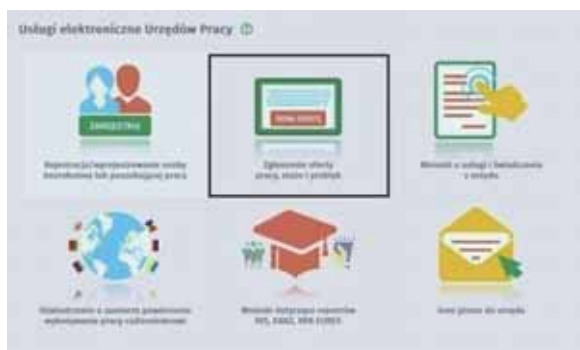 Usługi elektroniczne Urzędów Pracy
ZAREJESTRUJ
Rejestracja/wyrejestrowanie osoby
bezrobotnej lub poszukującej pracy
Zgłoszenie oferty
pracy, stażu i praktyk
Wnioski o usługi i świadczenia
z urzędu
Oświadczenie o zamiarze powierzenia
wykonywania pracy cudzoziemcowi
Wnioski dotyczące
Inne pismo do urzędu